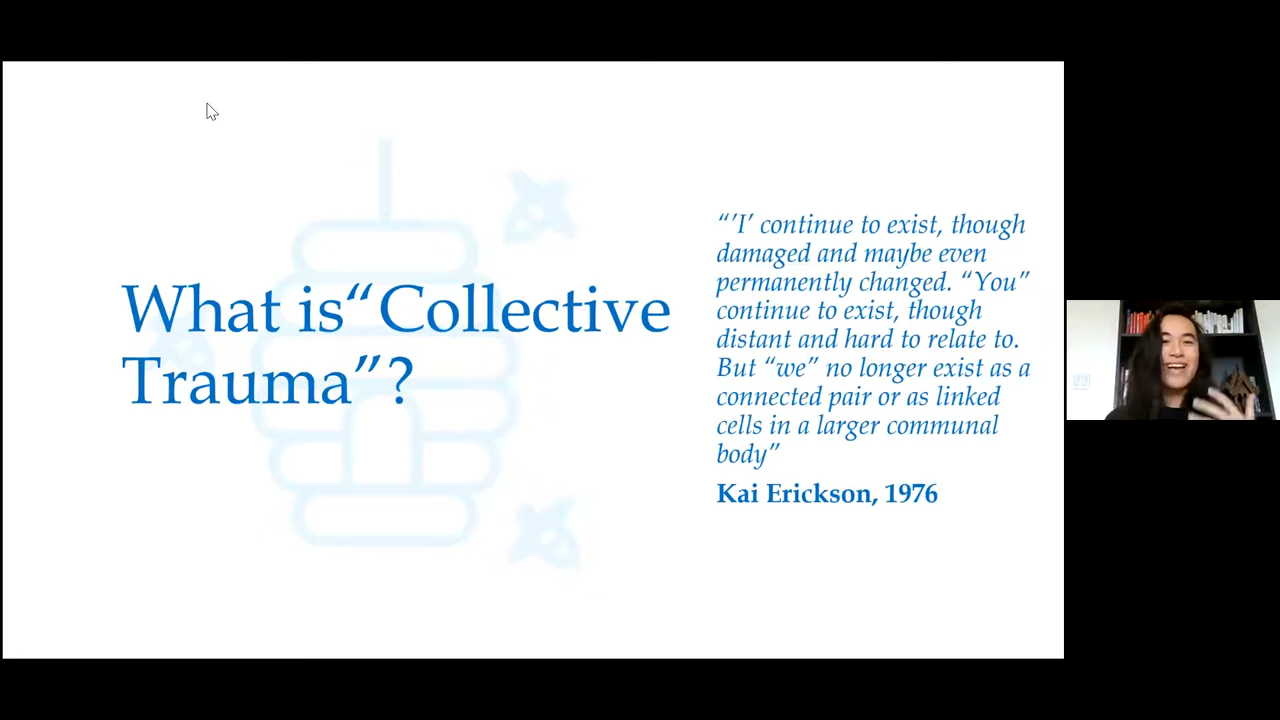 What is“Collective
Trauma”?
“’I’ continue to exist, though
damaged and maybe even
permanently changed. “You”
continue to exist, though
distant and hard to relate to.
But “we” no longer exist as a
connected pair or as linked
cells in a larger communal
body”
Kai Erickson, 1976